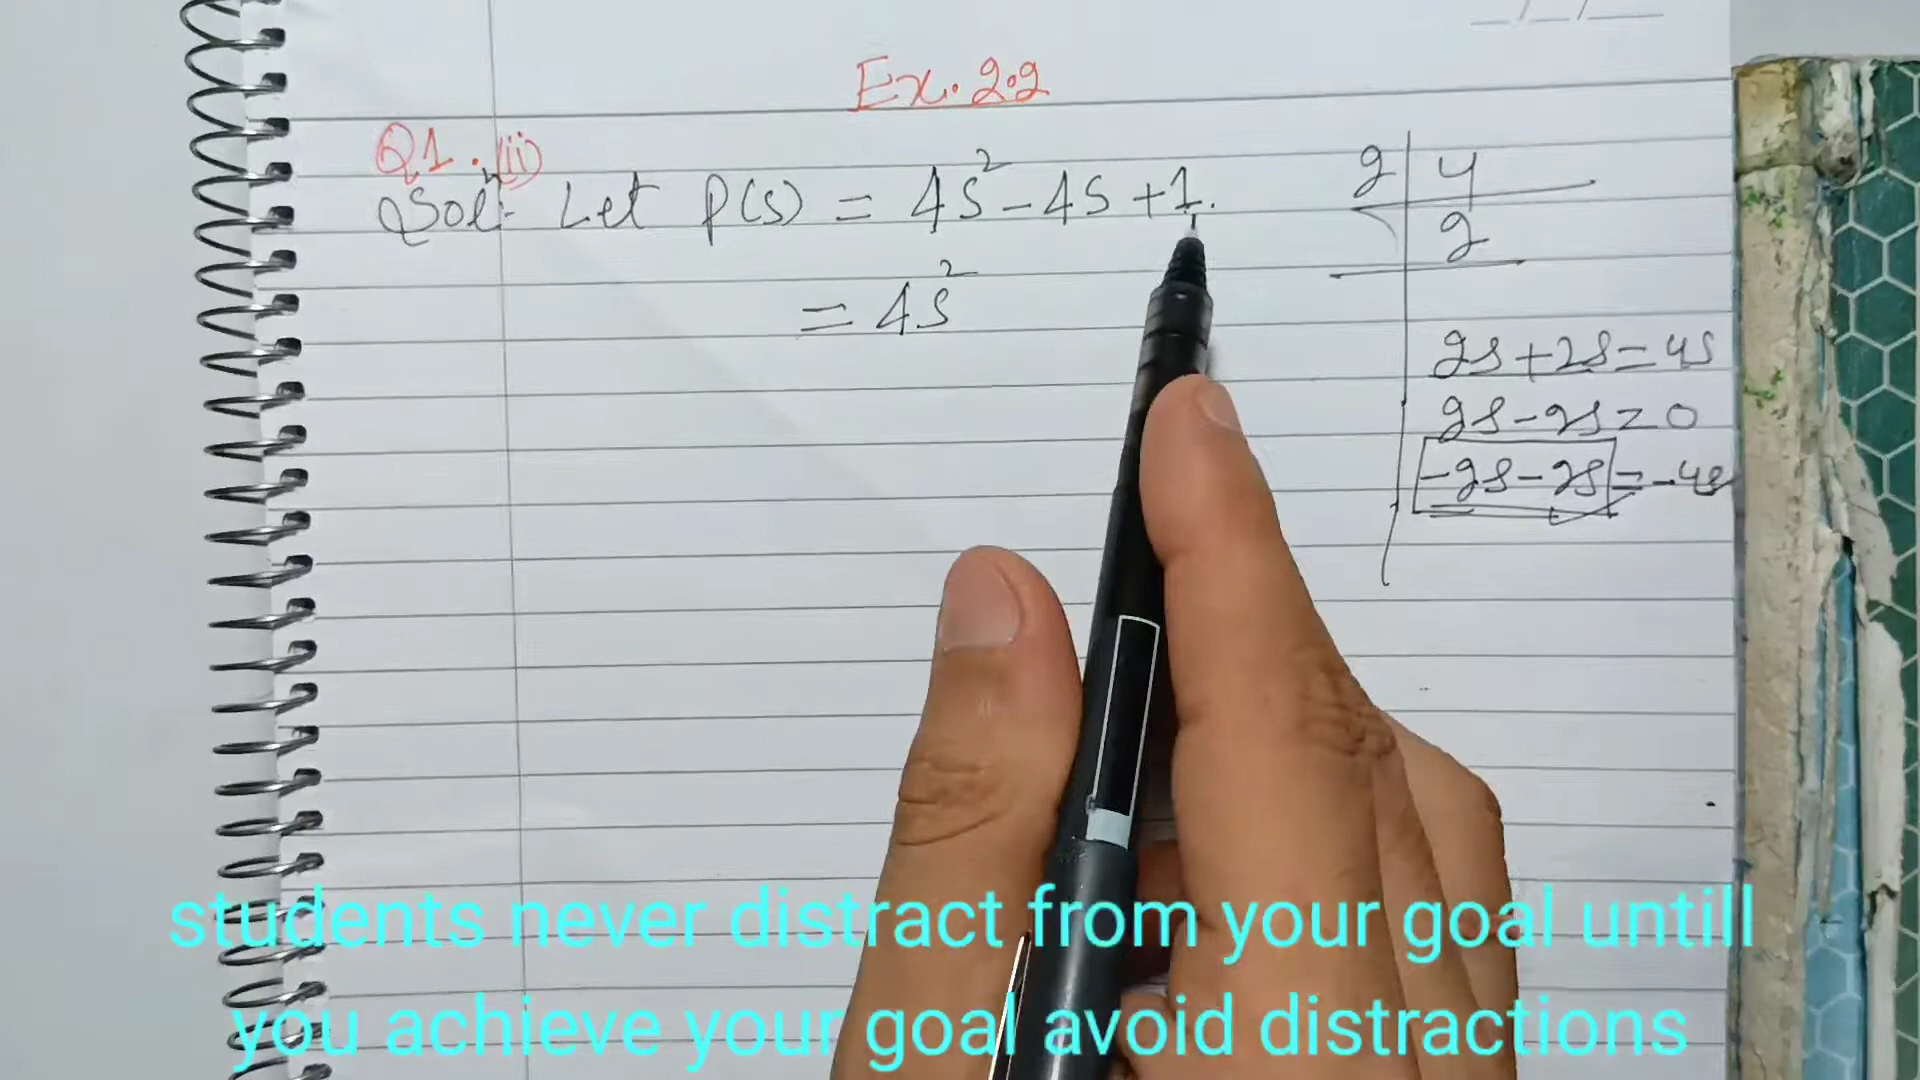 Ex. 2.2
Q1. (ii)
Sol:- Let P(s) = 4s² - 4s + 1.
= 4s²
2 | 4
2
2s + 2s = 4s
2s - 2s = 0
-2s - 2s = -4s
students never distract from your goal untill
you achieve your goal avoid distractions